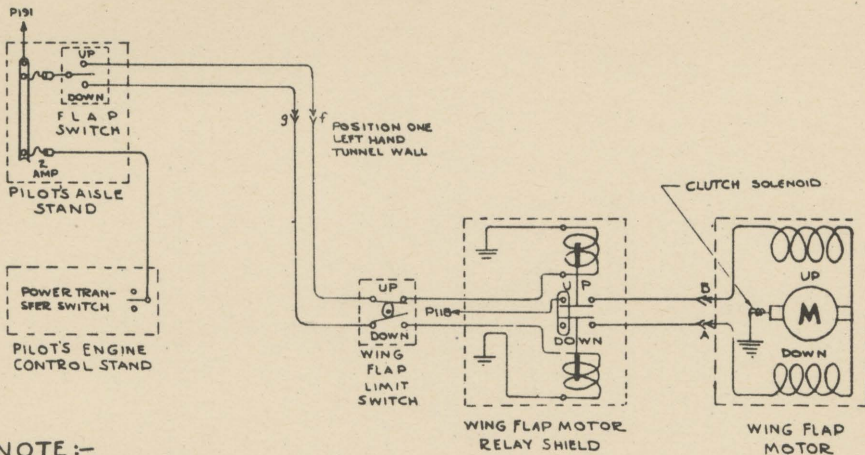 P191
UP
DOWN
FLAP
SWITCH
2
AMP
PILOT'S AISLE
STAND
g
f
POSITION ONE
LEFT HAND
TUNNEL WALL
POWER TRAN-
SFER SWITCH
PILOT'S ENGINE
CONTROL STAND
UP
DOWN
WING
FLAP
LIMIT
SWITCH
P118
UP
DOWN
WING FLAP MOTOR
RELAY SHIELD
B
A
CLUTCH SOLENOID
UP
M
DOWN
WING FLAP
MOTOR
NOTE:-